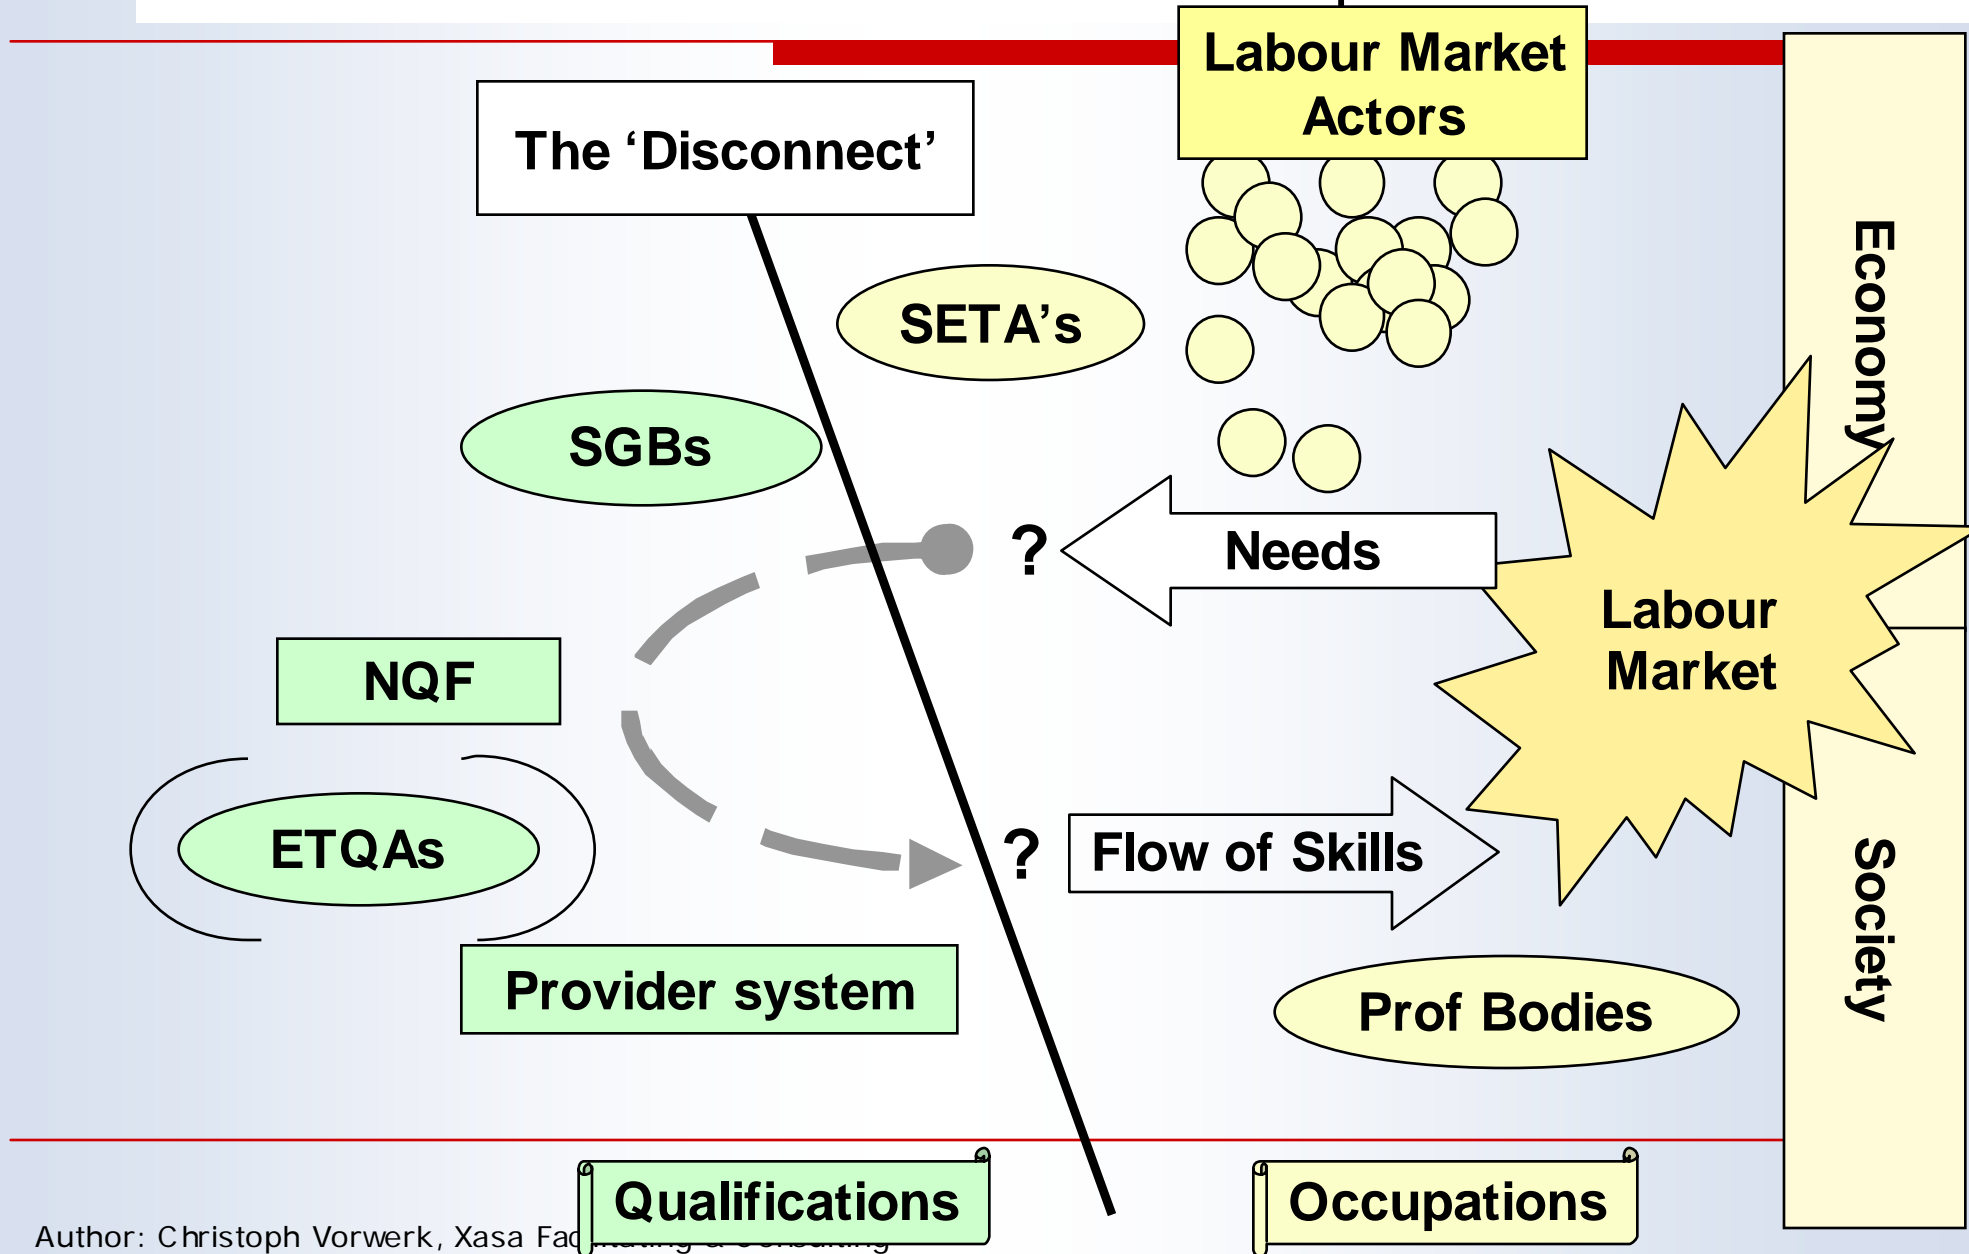 Labour Market
Actors
The ‘Disconnect’
Economy
SETA’s
SGBs
? Needs
Labour
Market
NQF
ETQAs
? Flow of Skills
Society
Provider system
Prof Bodies
Qualifications
Occupations
Author: Christoph Vorwerk, Xasa